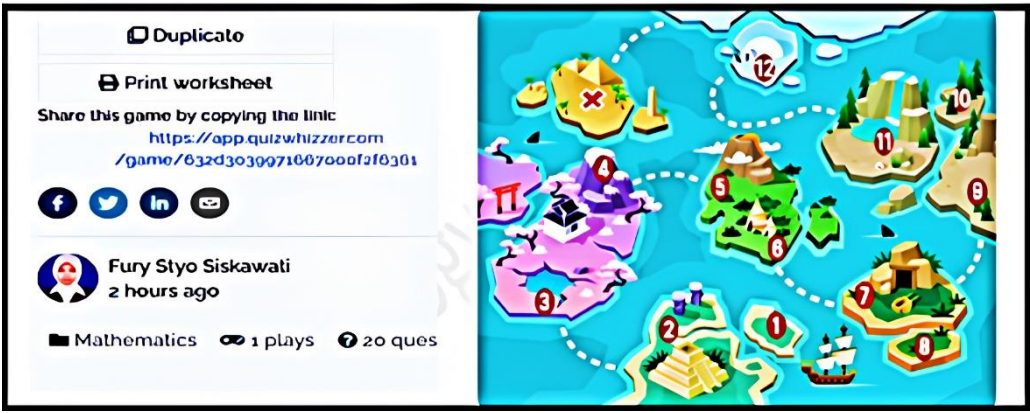 Duplicate
Print worksheet
Share this game by copying the link
https://app.quizwhizzer.com
Fury Styo Siskawati
2 hours ago
Mathematics 1 plays 20 ques
12
10
11
4
5
9
6
7
3
2
1
8